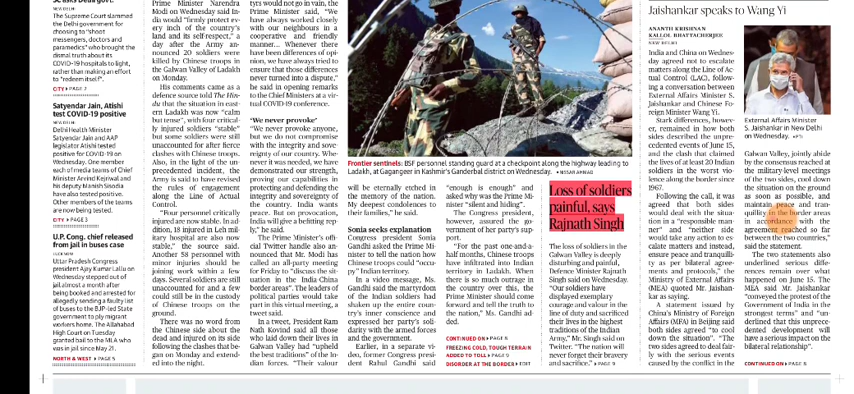 SC asks Delhi govt.
NEW DELHI
The Supreme Court slammed
the Delhi government for
choosing to "shoot
messengers, doctors and
paramedics" who brought the
dismal truth about its
COVID-19 hospitals to light,
rather than making an effort
to "redeem itself".
CITY ▸ PAGE 2
Satyendar Jain, Atishi
test COVID-19 positive
NEW DELHI
Delhi Health Minister
Satyendar Jain and AAP
legislator Atishi tested
positive for COVID-19 on
Wednesday. One member
each of media teams of Chief
Minister Arvind Kejriwal and
his deputy Manish Sisodia
have also tested positive.
Other members of the teams
are now being tested.
CITY ▸ PAGE 3
U.P. Cong. chief released
from jail in buses case
LUCKNOW
Uttar Pradesh Congress
president Ajay Kumar Lallu on
Wednesday stepped out of
jail almost a month after
being booked and arrested for
allegedly sending a faulty list
of buses to the BJP-led State
government to ply migrant
workers home. The Allahabad
High Court on Tuesday
granted bail to the MLA who
was in jail since May 21.
NORTH & WEST ▸ PAGE 5
Prime Minister Narendra
Modi on Wednesday said In-
dia would "firmly protect ev-
ery inch of the country's
land and its self-respect," a
day after the Army an-
nounced 20 soldiers were
killed by Chinese troops in
the Galwan Valley of Ladakh
on Monday.
His comments came as a
defence source told The Hin-
du that the situation in east-
ern Ladakh was now "calm
but tense", with four critical-
ly injured soldiers "stable"
but some soldiers were still
unaccounted for after fierce
clashes with Chinese troops.
Also, in the light of the un-
precedented incident, the
Army is said to have revised
the rules of engagement
along the Line of Actual
Control.
"Four personnel critically
injured are now stable. In ad-
dition, 18 injured in Leh mil-
itary hospital are also now
stable," the source said.
Another 58 personnel with
minor injuries should be
joining work within a few
days. Several soldiers are still
unaccounted for and a few
could still be in the custody
of Chinese troops on the
ground.
There was no word from
the Chinese side about the
dead and injured on its side
following the clashes that be-
gan on Monday and extend-
ed into the night.
tyrs would not go in vain, the
Prime Minister said, "We
have always worked closely
with our neighbours in a
cooperative and friendly
manner... Whenever there
have been differences of opi-
nion, we have always tried to
ensure that those differences
never turned into a dispute,"
he said in opening remarks
to the Chief Ministers at a vir-
tual COVID-19 conference.
'We never provoke'
"We never provoke anyone,
but we do not compromise
with the integrity and sove-
reignty of our country. Whe-
never it was needed, we have
demonstrated our strength,
proving our capabilities in
protecting and defending the
integrity and sovereignty of
the country. India wants
peace. But on provocation,
India will give a befitting rep-
ly," he said.
The Prime Minister's offi-
cial Twitter handle also an-
nounced that Mr. Modi has
called an all-party meeting
for Friday to "discuss the sit-
uation in the India China
border areas". The leaders of
political parties would take
part in this virtual meeting, a
tweet said.
In a tweet, President Ram
Nath Kovind said all those
who laid down their lives in
Galwan Valley had "upheld
the best traditions" of the In-
dian forces. "Their valour
Frontier sentinels: BSF personnel standing guard at a checkpoint along the highway leading to
Ladakh, at Gagangeer in Kashmir's Ganderbal district on Wednesday. ▪ NISSAR AHMAD
will be eternally etched in
the memory of the nation.
My deepest condolences to
their families," he said.
Sonia seeks explanation
Congress president Sonia
Gandhi asked the Prime Mi-
nister to tell the nation how
Chinese troops could "occu-
py" Indian territory.
In a video message, Ms.
Gandhi said the martyrdom
of the Indian soldiers had
shaken up the entire coun-
try's inner conscience and
expressed her party's soli-
darity with the armed forces
and the government.
Earlier, in a separate vi-
deo, former Congress presi-
dent Rahul Gandhi said
"enough is enough" and
asked why was the Prime Mi-
nister "silent and hiding".
The Congress president,
however, assured the go-
vernment of her party's sup-
port.
"For the past one-and-a-
half months, Chinese troops
have infiltrated into Indian
territory in Ladakh. When
there is so much outrage in
the country over this, the
Prime Minister should come
forward and tell the truth to
the nation," Ms. Gandhi ad-
ded.
CONTINUED ON ▸ PAGE 8
FREEZING COLD, TOUGH TERRAIN
ADDED TO TOLL ▸ PAGE 9
DISORDER AT THE BORDER ▸ EDIT
Loss of soldiers
painful, says
Rajnath Singh
The loss of soldiers in the
Galwan Valley is deeply
disturbing and painful,
Defence Minister Rajnath
Singh said on Wednesday.
"Our soldiers have
displayed exemplary
courage and valour in the
line of duty and sacrificed
their lives in the highest
traditions of the Indian
Army," Mr. Singh said on
Twitter. "The nation will
never forget their bravery
and sacrifice." ▸ PAGE 9
Jaishankar speaks to Wang Yi
ANANTH KRISHNAN
KALLOL BHATTACHERJEE
NEW DELHI
India and China on Wednes-
day agreed not to escalate
matters along the Line of Ac-
tual Control (LAC), follow-
ing a conversation between
External Affairs Minister S.
Jaishankar and Chinese Fo-
reign Minister Wang Yi.
Stark differences, howev-
er, remained in how both
sides described the unpre-
cedented events of June 15,
and the clash that claimed
the lives of at least 20 Indian
soldiers in the worst vio-
lence along the border since
1967.
Following the call, it was
agreed that both sides
would deal with the situa-
tion in a "responsible man-
ner" and "neither side
would take any action to es-
calate matters and instead,
ensure peace and tranquili-
ty as per bilateral agree-
ments and protocols," the
Ministry of External Affairs
(MEA) quoted Mr. Jaishan-
kar as saying.
A statement issued by
China's Ministry of Foreign
Affairs (MFA) in Beijing said
both sides agreed "to cool
down the situation". "The
two sides agreed to deal fair-
ly with the serious events
caused by the conflict in the
External Affairs Minister
S. Jaishankar in New Delhi
on Wednesday. ▪ PTI
Galwan Valley, jointly abide
by the consensus reached at
the military-level meetings
of the two sides, cool down
the situation on the ground
as soon as possible, and
maintain peace and tran-
quility in the border areas
in accordance with the
agreement reached so far
between the two countries,"
said the statement.
The two statements also
underlined serious differ-
ences remain over what
happened on June 15. The
MEA said Mr. Jaishankar
"conveyed the protest of the
Government of India in the
strongest terms" and "un-
derlined that this unprece-
dented development will
have a serious impact on the
bilateral relationship".
CONTINUED ON ▸ PAGE 8